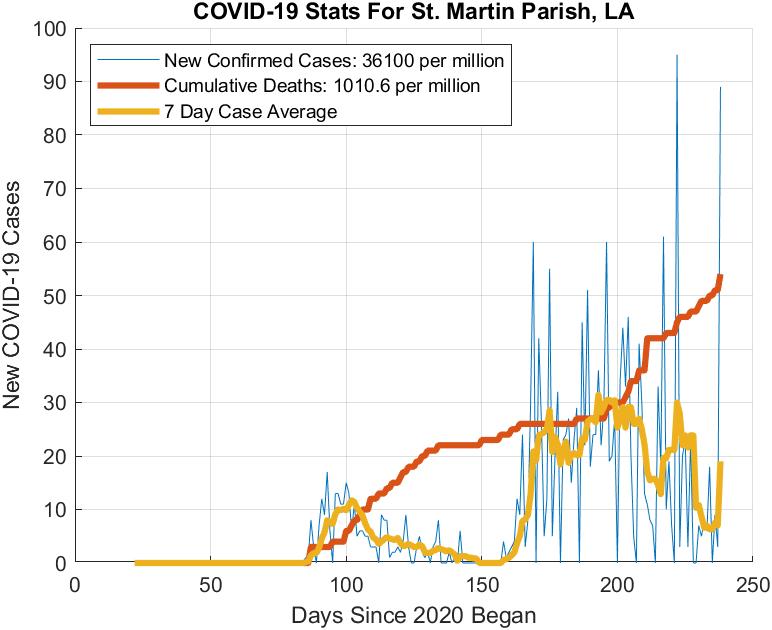 COVID-19 Stats For St. Martin Parish, LA
New Confirmed Cases: 36100 per million
Cumulative Deaths: 1010.6 per million
7 Day Case Average
New COVID-19 Cases
100
90
80
70
60
50
40
30
20
10
0
0 50 100 150 200 250
Days Since 2020 Began